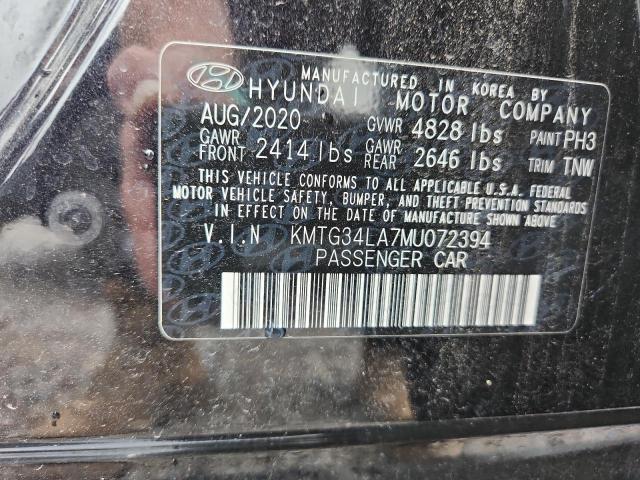 MANUFACTURED IN KOREA BY
HYUNDAI MOTOR COMPANY
AUG/2020 GVWR 4828 lbs PAINT PH3
GAWR FRONT 2414 lbs GAWR REAR 2646 lbs TRIM TNW
THIS VEHICLE CONFORMS TO ALL APPLICABLE U.S.A. FEDERAL
MOTOR VEHICLE SAFETY, BUMPER, AND THEFT PREVENTION STANDARDS
IN EFFECT ON THE DATE OF MANUFACTURE SHOWN ABOVE
V.I.N KMTG34LA7MU072394
PASSENGER CAR